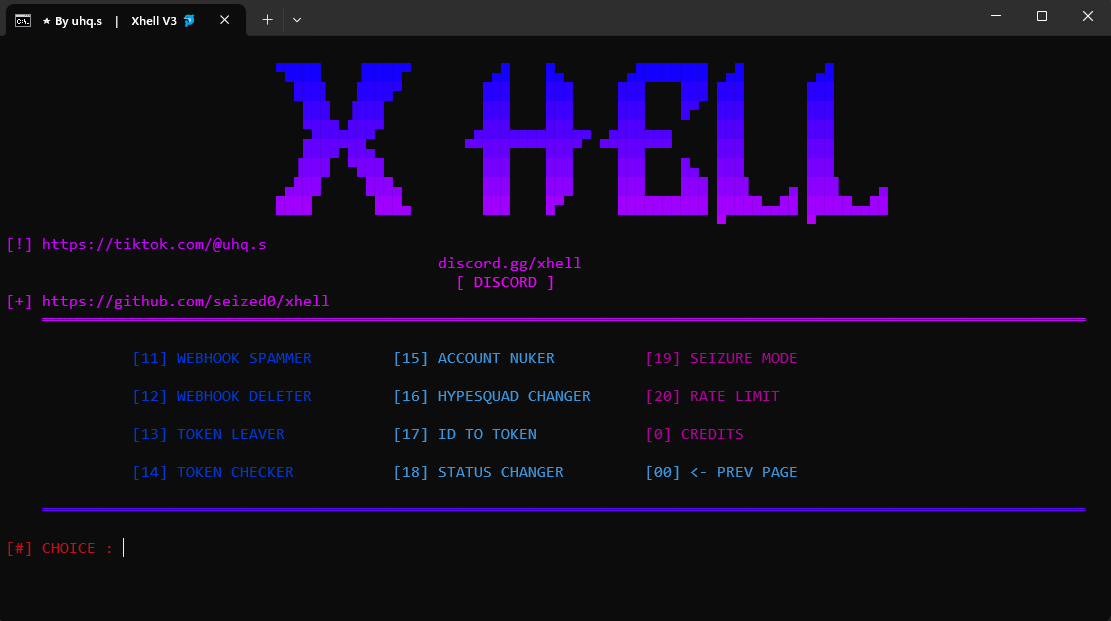 ★ By uhq.s | Xhell V3
X HELL
[!] https://tiktok.com/@uhq.s
discord.gg/xhell
[ DISCORD ]
[+] https://github.com/seized0/xhell
[11] WEBHOOK SPAMMER [15] ACCOUNT NUKER [19] SEIZURE MODE
[12] WEBHOOK DELETER [16] HYPESQUAD CHANGER [20] RATE LIMIT
[13] TOKEN LEAVER [17] ID TO TOKEN [0] CREDITS
[14] TOKEN CHECKER [18] STATUS CHANGER [00] <- PREV PAGE
[#] CHOICE :